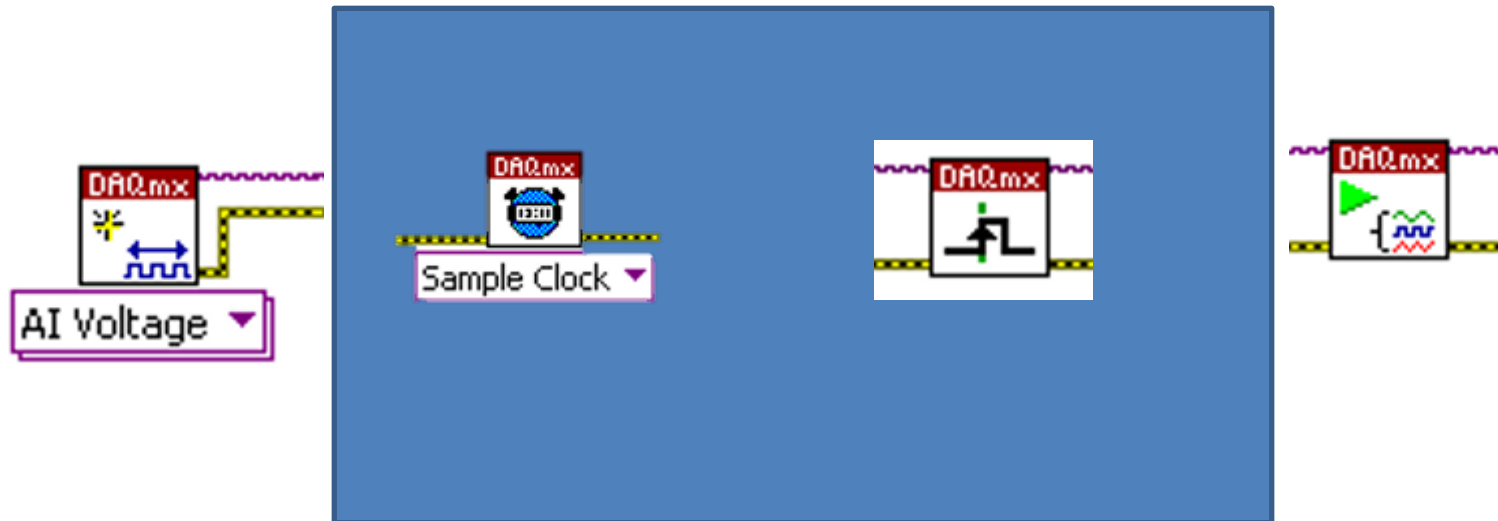 DAQmx
AI Voltage
DAQmx
Sample Clock
DAQmx
DAQmx